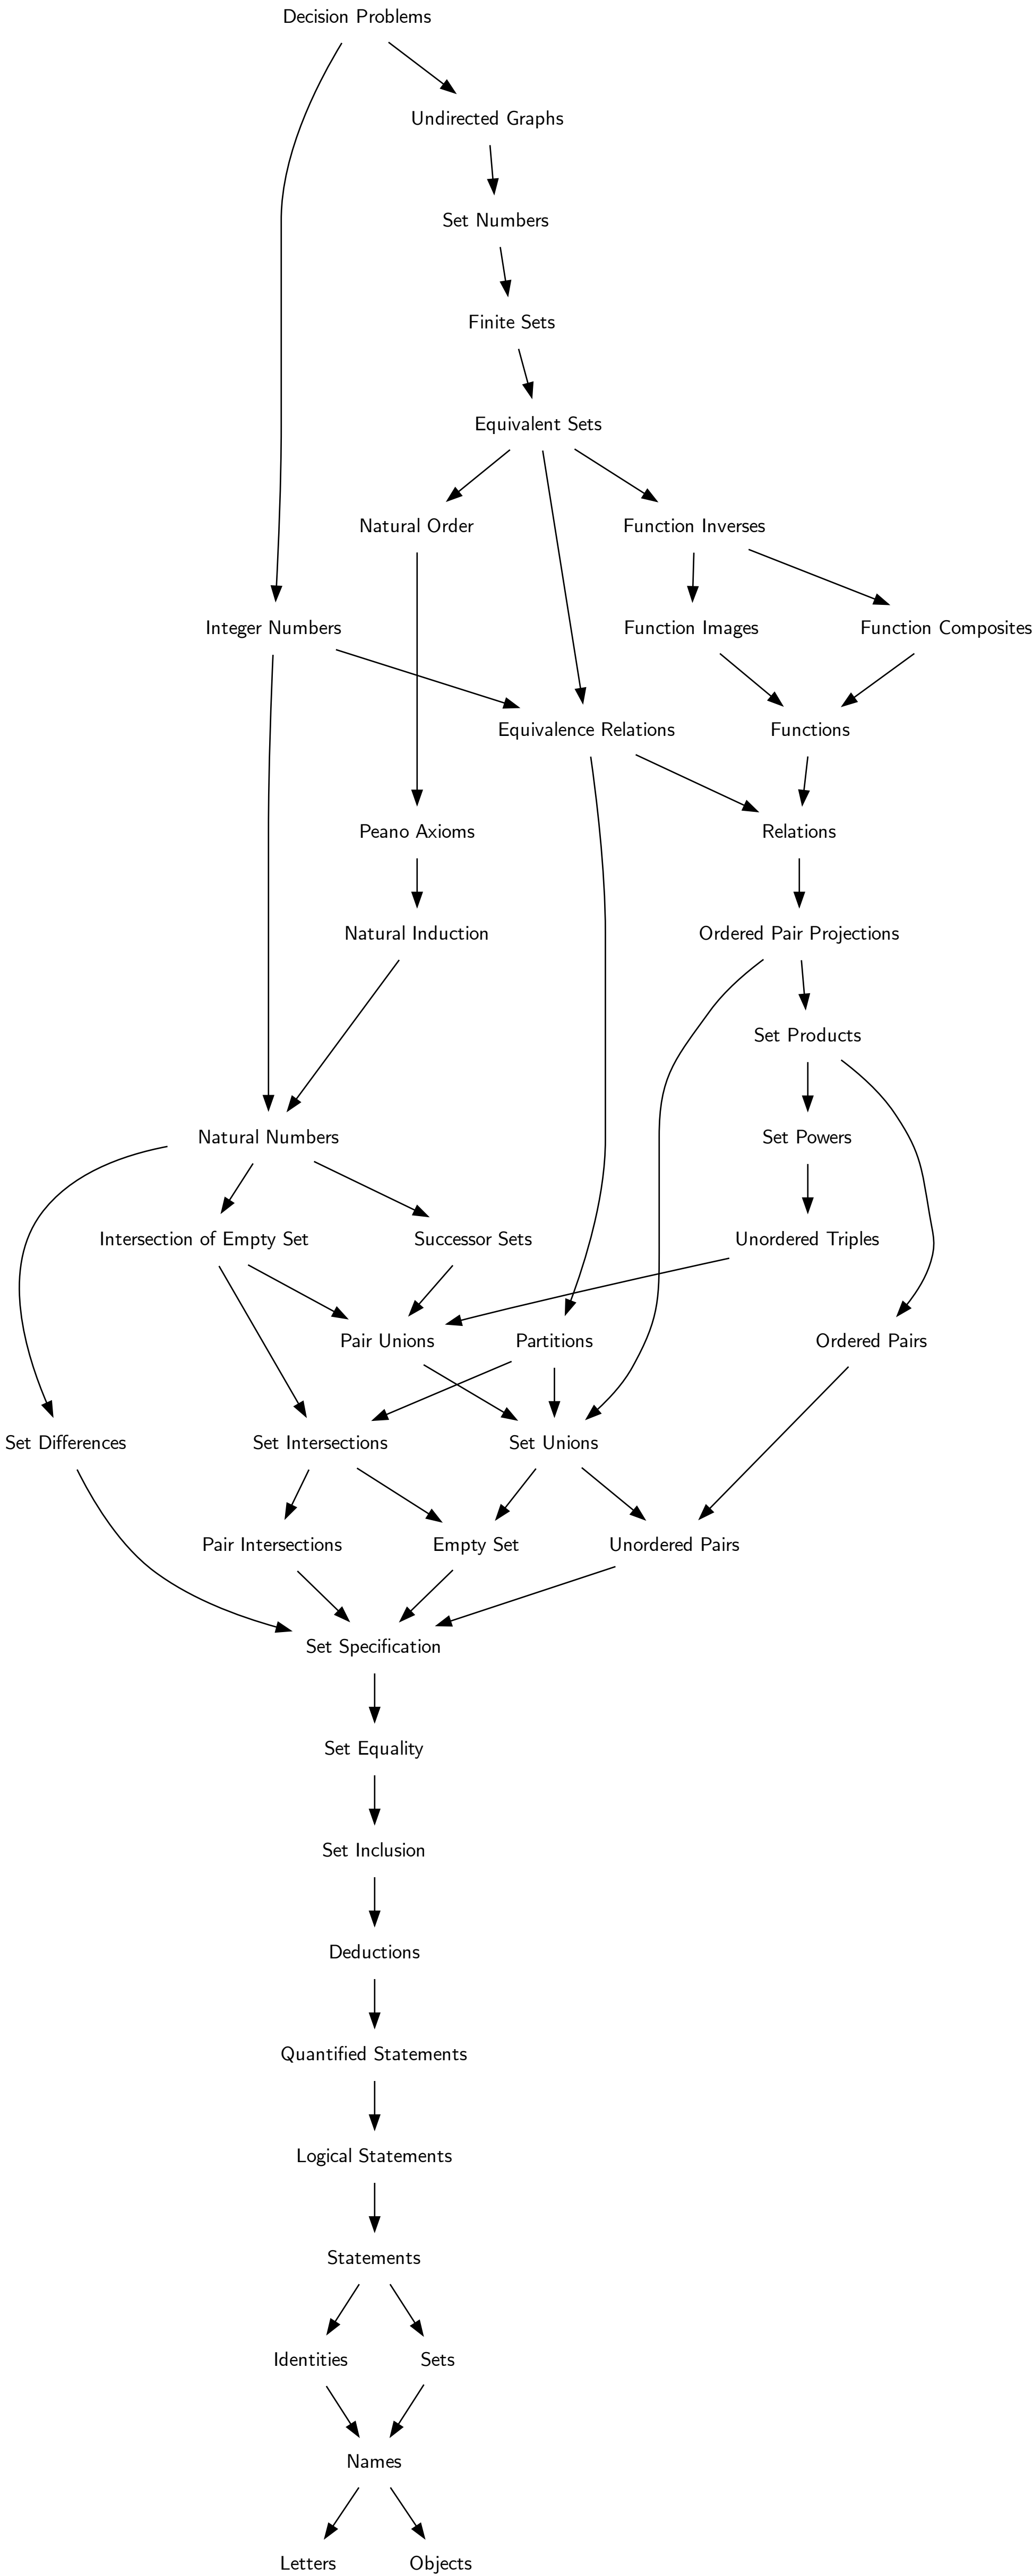 Decision Problems
Undirected Graphs
Set Numbers
Finite Sets
Equivalent Sets
Natural Order
Function Inverses
Integer Numbers
Function Images
Function Composites
Equivalence Relations
Functions
Peano Axioms
Relations
Natural Induction
Ordered Pair Projections
Set Products
Natural Numbers
Set Powers
Intersection of Empty Set
Successor Sets
Unordered Triples
Pair Unions
Partitions
Ordered Pairs
Set Differences
Set Intersections
Set Unions
Pair Intersections
Empty Set
Unordered Pairs
Set Specification
Set Equality
Set Inclusion
Deductions
Quantified Statements
Logical Statements
Statements
Identities
Sets
Names
Letters
Objects